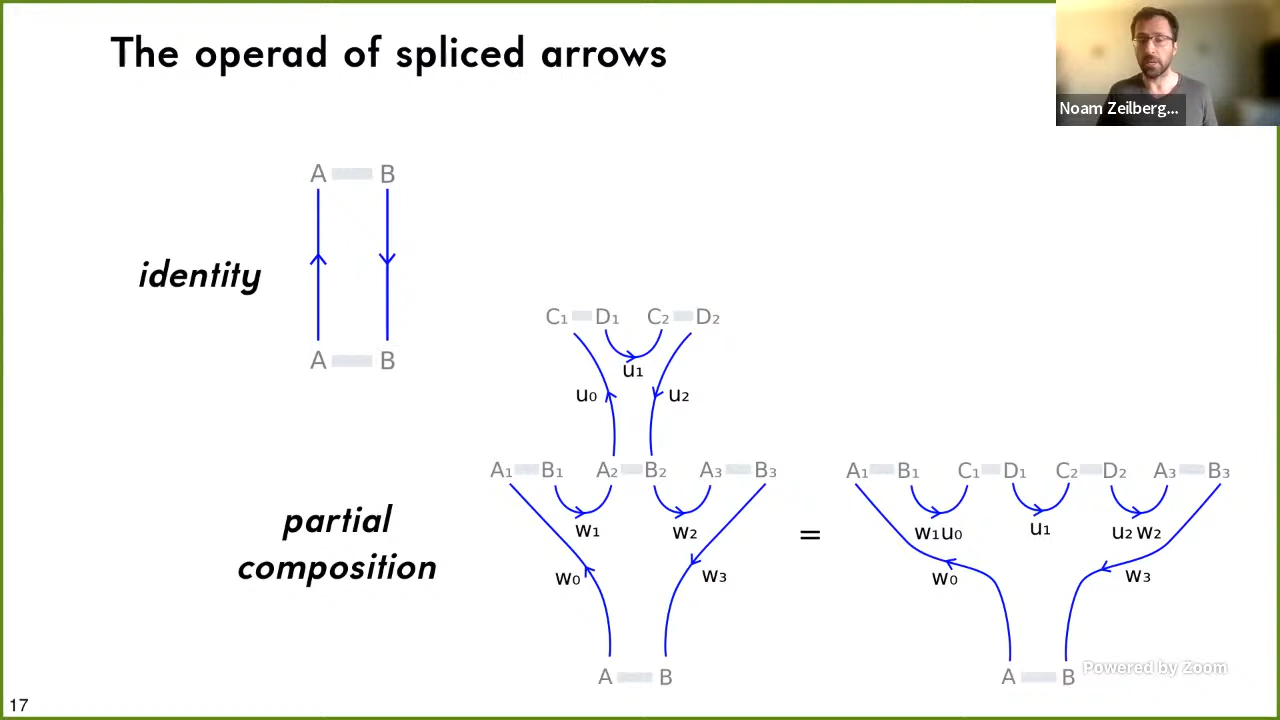 The operad of spliced arrows
Noam Zeilberg...
A B
identity
A B
C₁ D₁ C₂ D₂
u₁
u₀ u₂
A₁ B₁ A₂ B₂ A₃ B₃
w₁ w₂
w₀ w₃
A B
partial
composition
=
A₁ B₁ C₁ D₁ C₂ D₂ A₃ B₃
w₁u₀ u₁ u₂w₂
w₀ w₃
A B
Powered by Zoom
17